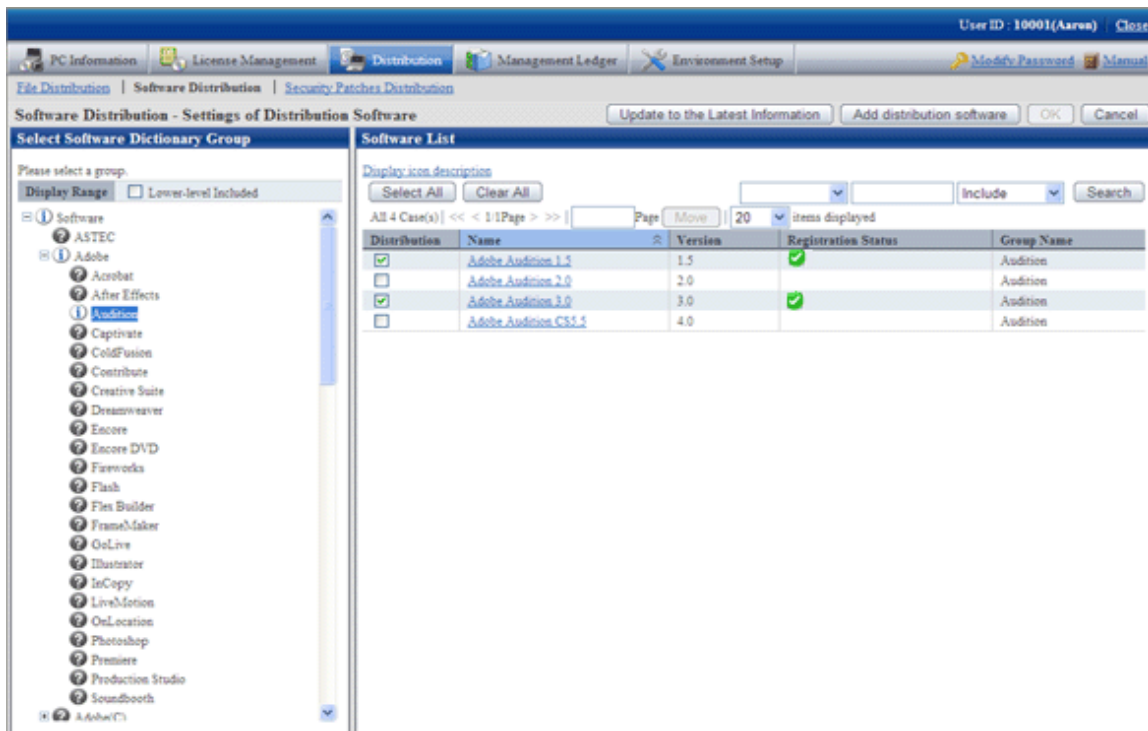 User ID : 10001(Aaron) Close
PC Information License Management Distribution Management Ledger Environment Setup Modify Password Manual
File Distribution | Software Distribution | Security Patches Distribution
Software Distribution - Settings of Distribution Software Update to the Latest Information Add distribution software OK Cancel
Select Software Dictionary Group
Please select a group.
Display Range Lower-level Included
Software
ASTEC
Adobe
Acrobat
After Effects
Audition
Captivate
ColdFusion
Contribute
Creative Suite
Dreamweaver
Encore
Encore DVD
Fireworks
Flash
Flex Builder
FrameMaker
GoLive
Illustrator
InCopy
LiveMotion
OnLocation
Photoshop
Premiere
Production Studio
Soundbooth
Adobe(C)
Software List
Display icon description
Select All Clear All Include Search
All 4 Case(s) | << < 1/1Page > >> | Page Move | 20 items displayed
Distribution Name Version Registration Status Group Name
Adobe Audition 1.5 1.5 Audition
Adobe Audition 2.0 2.0 Audition
Adobe Audition 3.0 3.0 Audition
Adobe Audition CS5.5 4.0 Audition